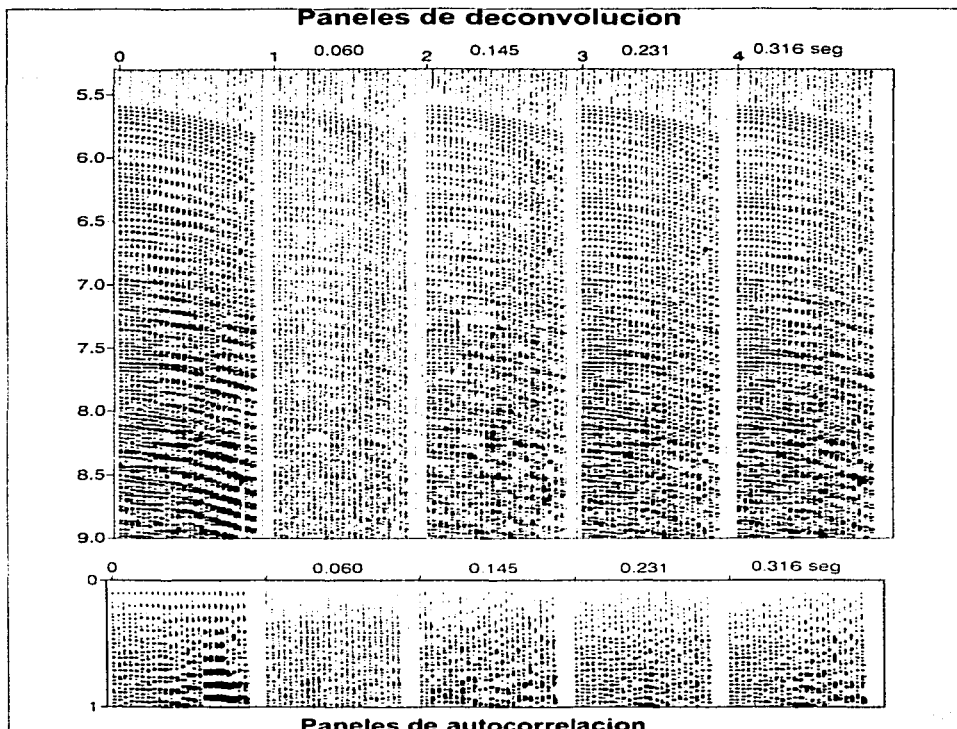 Paneles de deconvolucion
0 1 0.060 2 0.145 3 0.231 4 0.316 seg
5.5
6.0
6.5
7.0
7.5
8.0
8.5
9.0
0 0.060 0.145 0.231 0.316 seg
0
1
Paneles de autocorrelacion